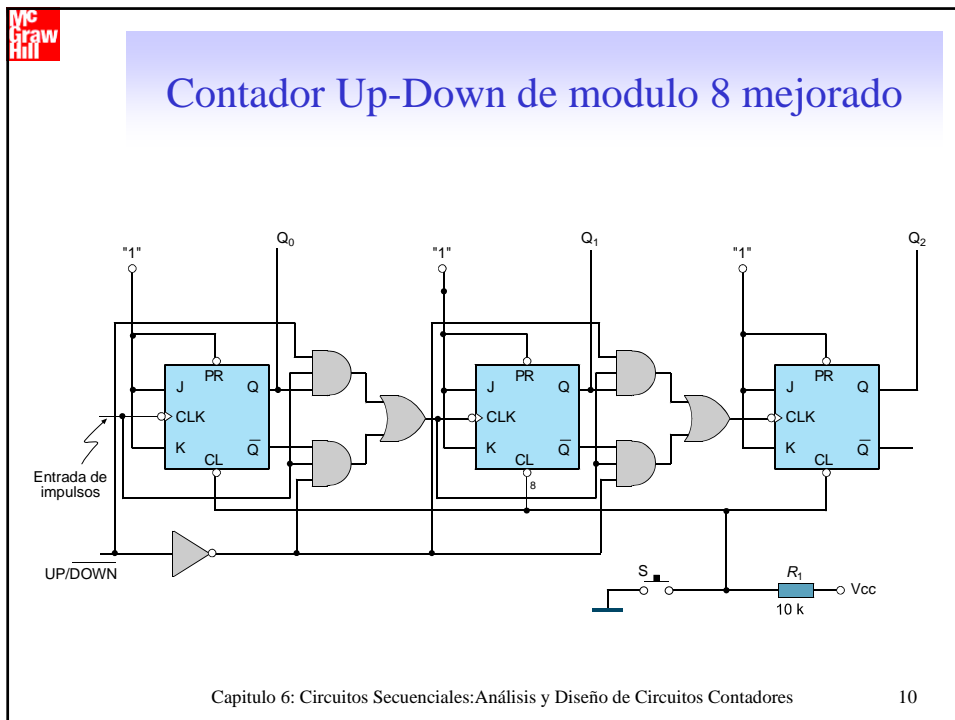 Mc
Graw
Hill
Contador Up-Down de modulo 8 mejorado
"1" Q₀ "1" Q₁ "1" Q₂
PR PR PR
J Q J Q J Q
CLK CLK CLK
K Q̅ K Q̅ K Q̅
CL CL CL
8
Entrada de
impulsos
UP/D̅O̅W̅N̅
S R₁ Vcc
10 k
Capitulo 6: Circuitos Secuenciales:Análisis y Diseño de Circuitos Contadores 10